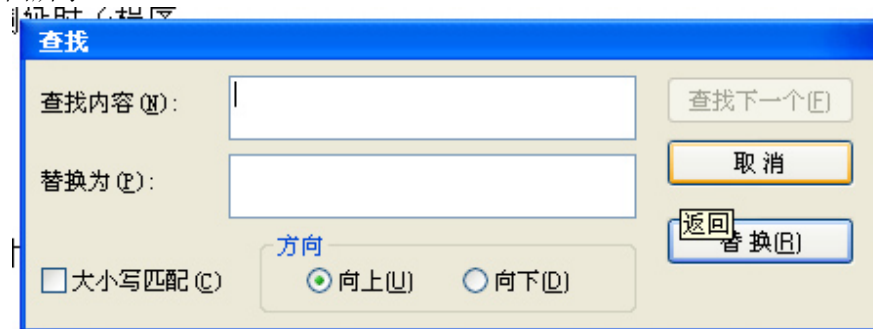 查找
查找内容(N):
查找下一个(F)
替换为(P):
取 消
返回
替 换(R)
方向
大小写匹配(C)
向上(U)
向下(D)